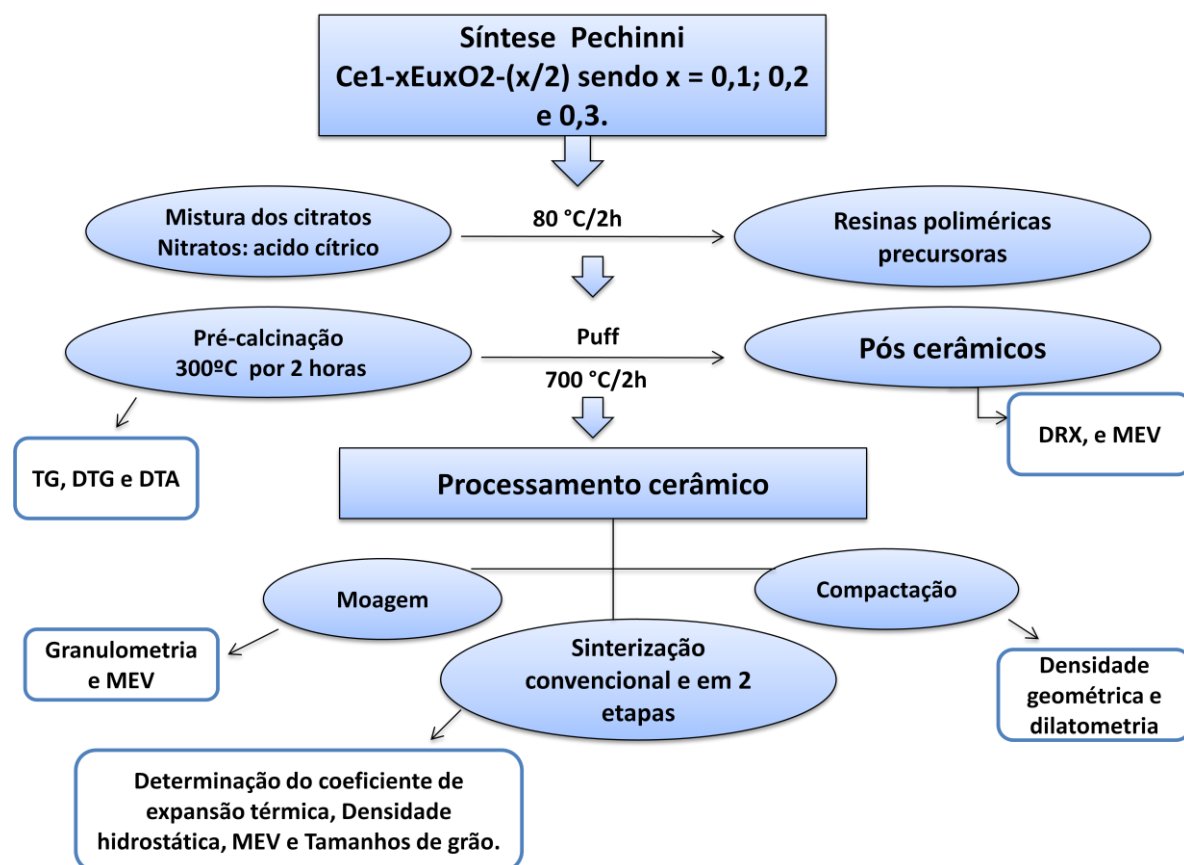 Síntese Pechinni
Ce1-xEuxO2-(x/2) sendo x = 0,1; 0,2
e 0,3.
Mistura dos citratos
Nitratos: acido cítrico
80 °C/2h
Resinas poliméricas
precursoras
Pré-calcinação
300ºC por 2 horas
Puff
700 °C/2h
Pós cerâmicos
TG, DTG e DTA
DRX, e MEV
Processamento cerâmico
Moagem
Compactação
Granulometria
e MEV
Sinterização
convencional e em 2
etapas
Densidade
geométrica e
dilatometria
Determinação do coeficiente de
expansão térmica, Densidade
hidrostática, MEV e Tamanhos de grão.